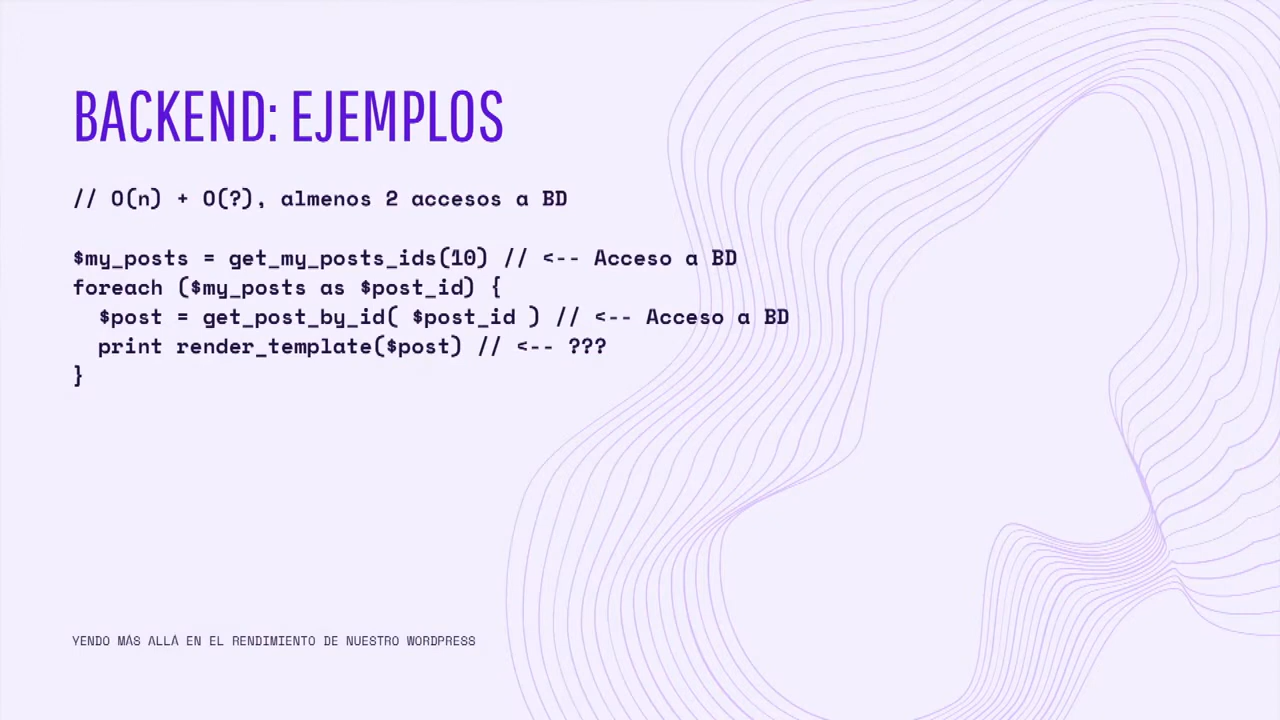 BACKEND: EJEMPLOS
// O(n) + O(?), almenos 2 accesos a BD
$my_posts = get_my_posts_ids(10) // <-- Acceso a BD
foreach ($my_posts as $post_id) {
  $post = get_post_by_id( $post_id ) // <-- Acceso a BD
  print render_template($post) // <-- ???
}
YENDO MÁS ALLÁ EN EL RENDIMIENTO DE NUESTRO WORDPRESS